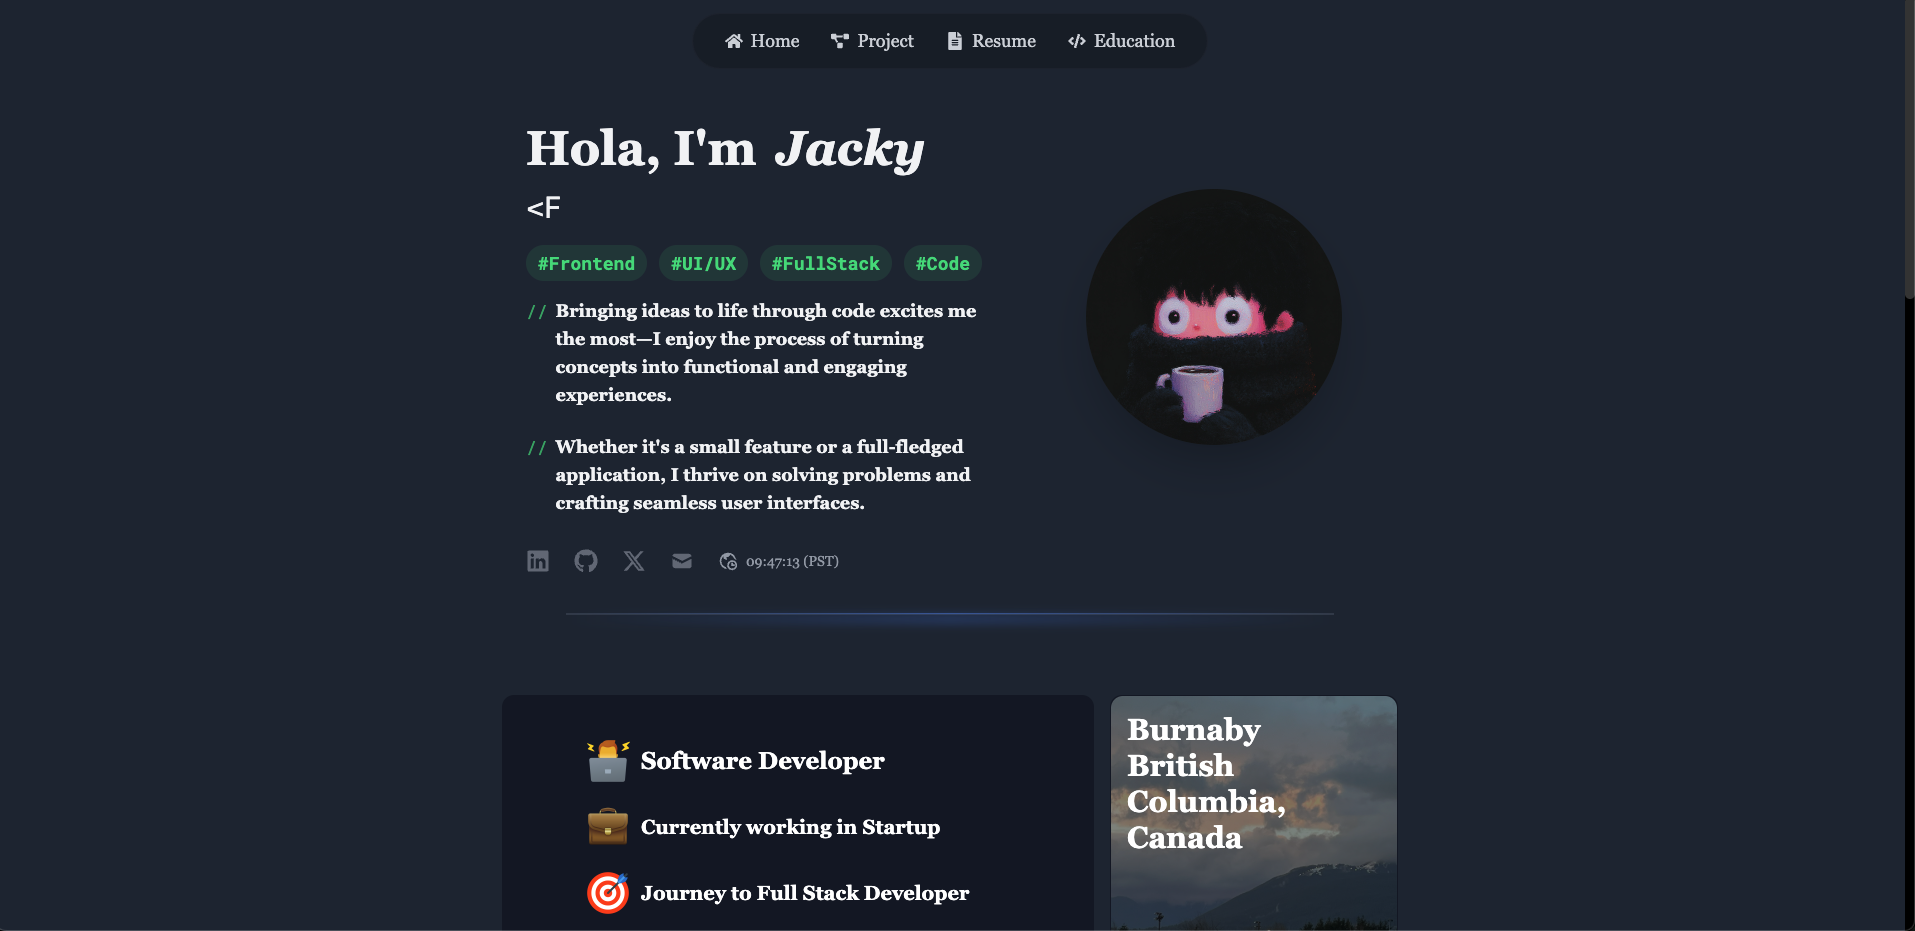 Home Project Resume Education
Hola, I'm Jacky
<F
#Frontend #UI/UX #FullStack #Code
// Bringing ideas to life through code excites me
the most—I enjoy the process of turning
concepts into functional and engaging
experiences.
// Whether it's a small feature or a full-fledged
application, I thrive on solving problems and
crafting seamless user interfaces.
09:47:13 (PST)
Software Developer
Currently working in Startup
Journey to Full Stack Developer
Burnaby
British
Columbia,
Canada